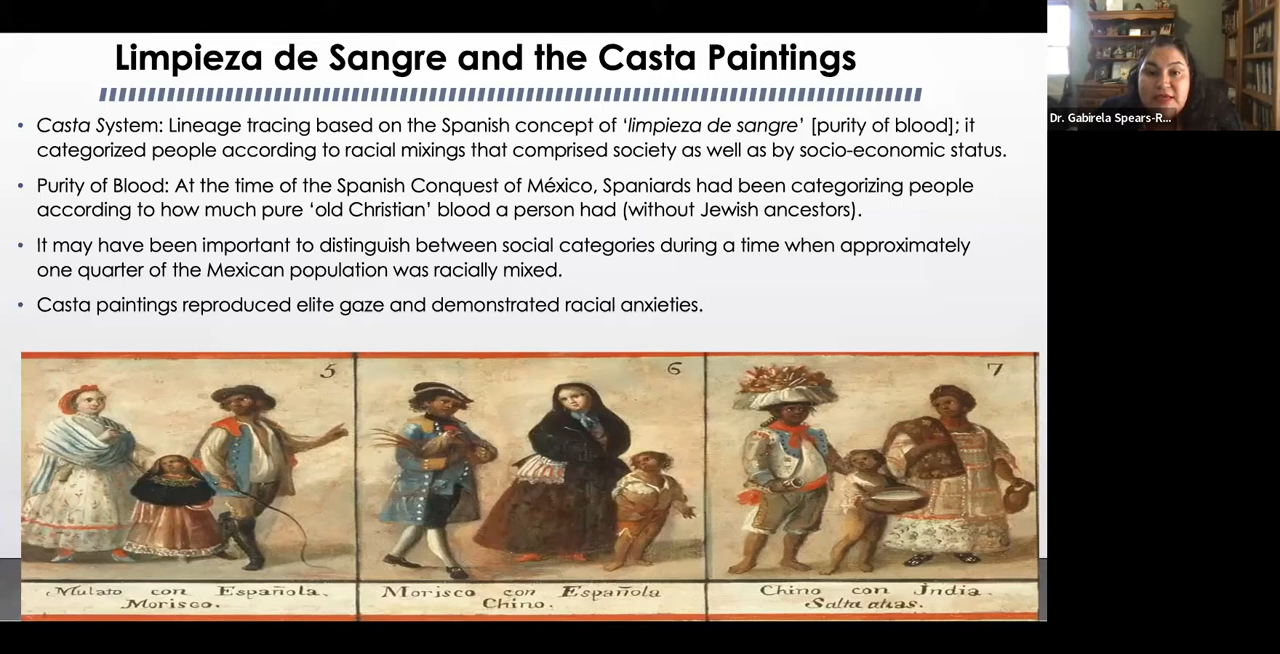 Limpieza de Sangre and the Casta Paintings
• Casta System: Lineage tracing based on the Spanish concept of ‘limpieza de sangre’ [purity of blood]; it
categorized people according to racial mixings that comprised society as well as by socio-economic status.
• Purity of Blood: At the time of the Spanish Conquest of México, Spaniards had been categorizing people
according to how much pure ‘old Christian’ blood a person had (without Jewish ancestors).
• It may have been important to distinguish between social categories during a time when approximately
one quarter of the Mexican population was racially mixed.
• Casta paintings reproduced elite gaze and demonstrated racial anxieties.
Dr. Gabirela Spears-R...
5
Mulato con Española.
Morisco.
6
Morisco con Española
Chino.
7
Chino con India.
Salta atras.